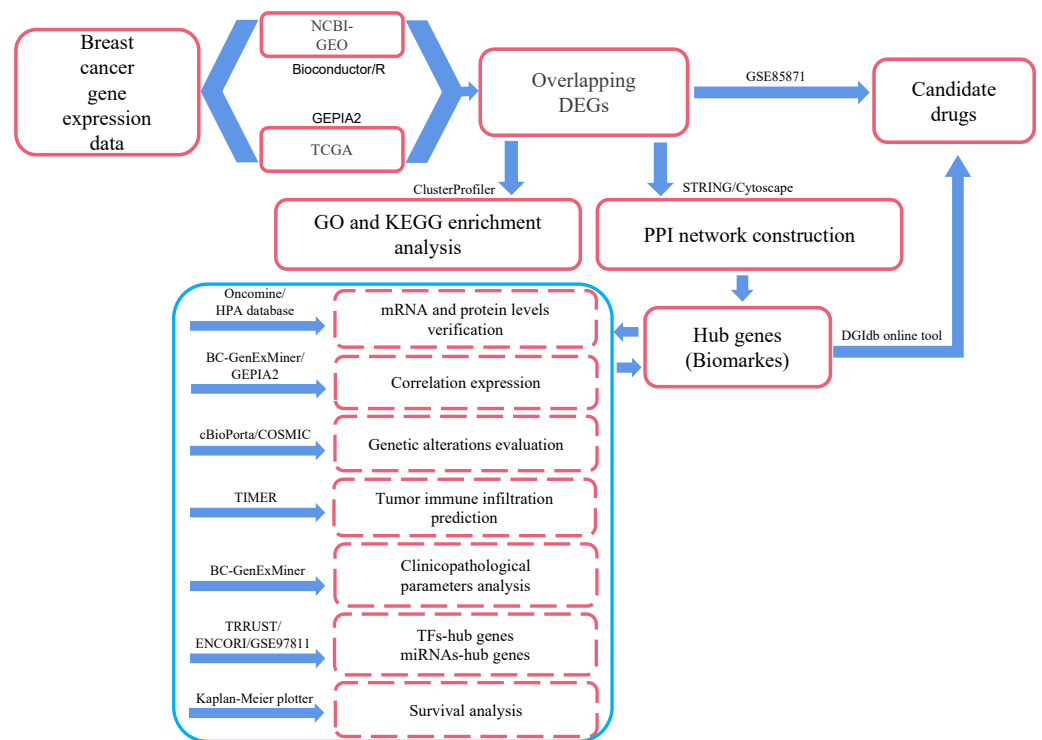 Breast
cancer
gene
expression
data
NCBI-
GEO
Bioconductor/R
GEPIA2
TCGA
Overlapping
DEGs
GSE85871
Candidate
drugs
ClusterProfiler
STRING/Cytoscape
GO and KEGG enrichment
analysis
PPI network construction
Hub genes
(Biomarkes)
DGIdb online tool
Oncomine/
HPA database
mRNA and protein levels
verification
BC-GenExMiner/
GEPIA2
Correlation expression
cBioPorta/COSMIC
Genetic alterations evaluation
TIMER
Tumor immune infiltration
prediction
BC-GenExMiner
Clinicopathological
parameters analysis
TRRUST/
ENCORI/GSE97811
TFs-hub genes
miRNAs-hub genes
Kaplan-Meier plotter
Survival analysis